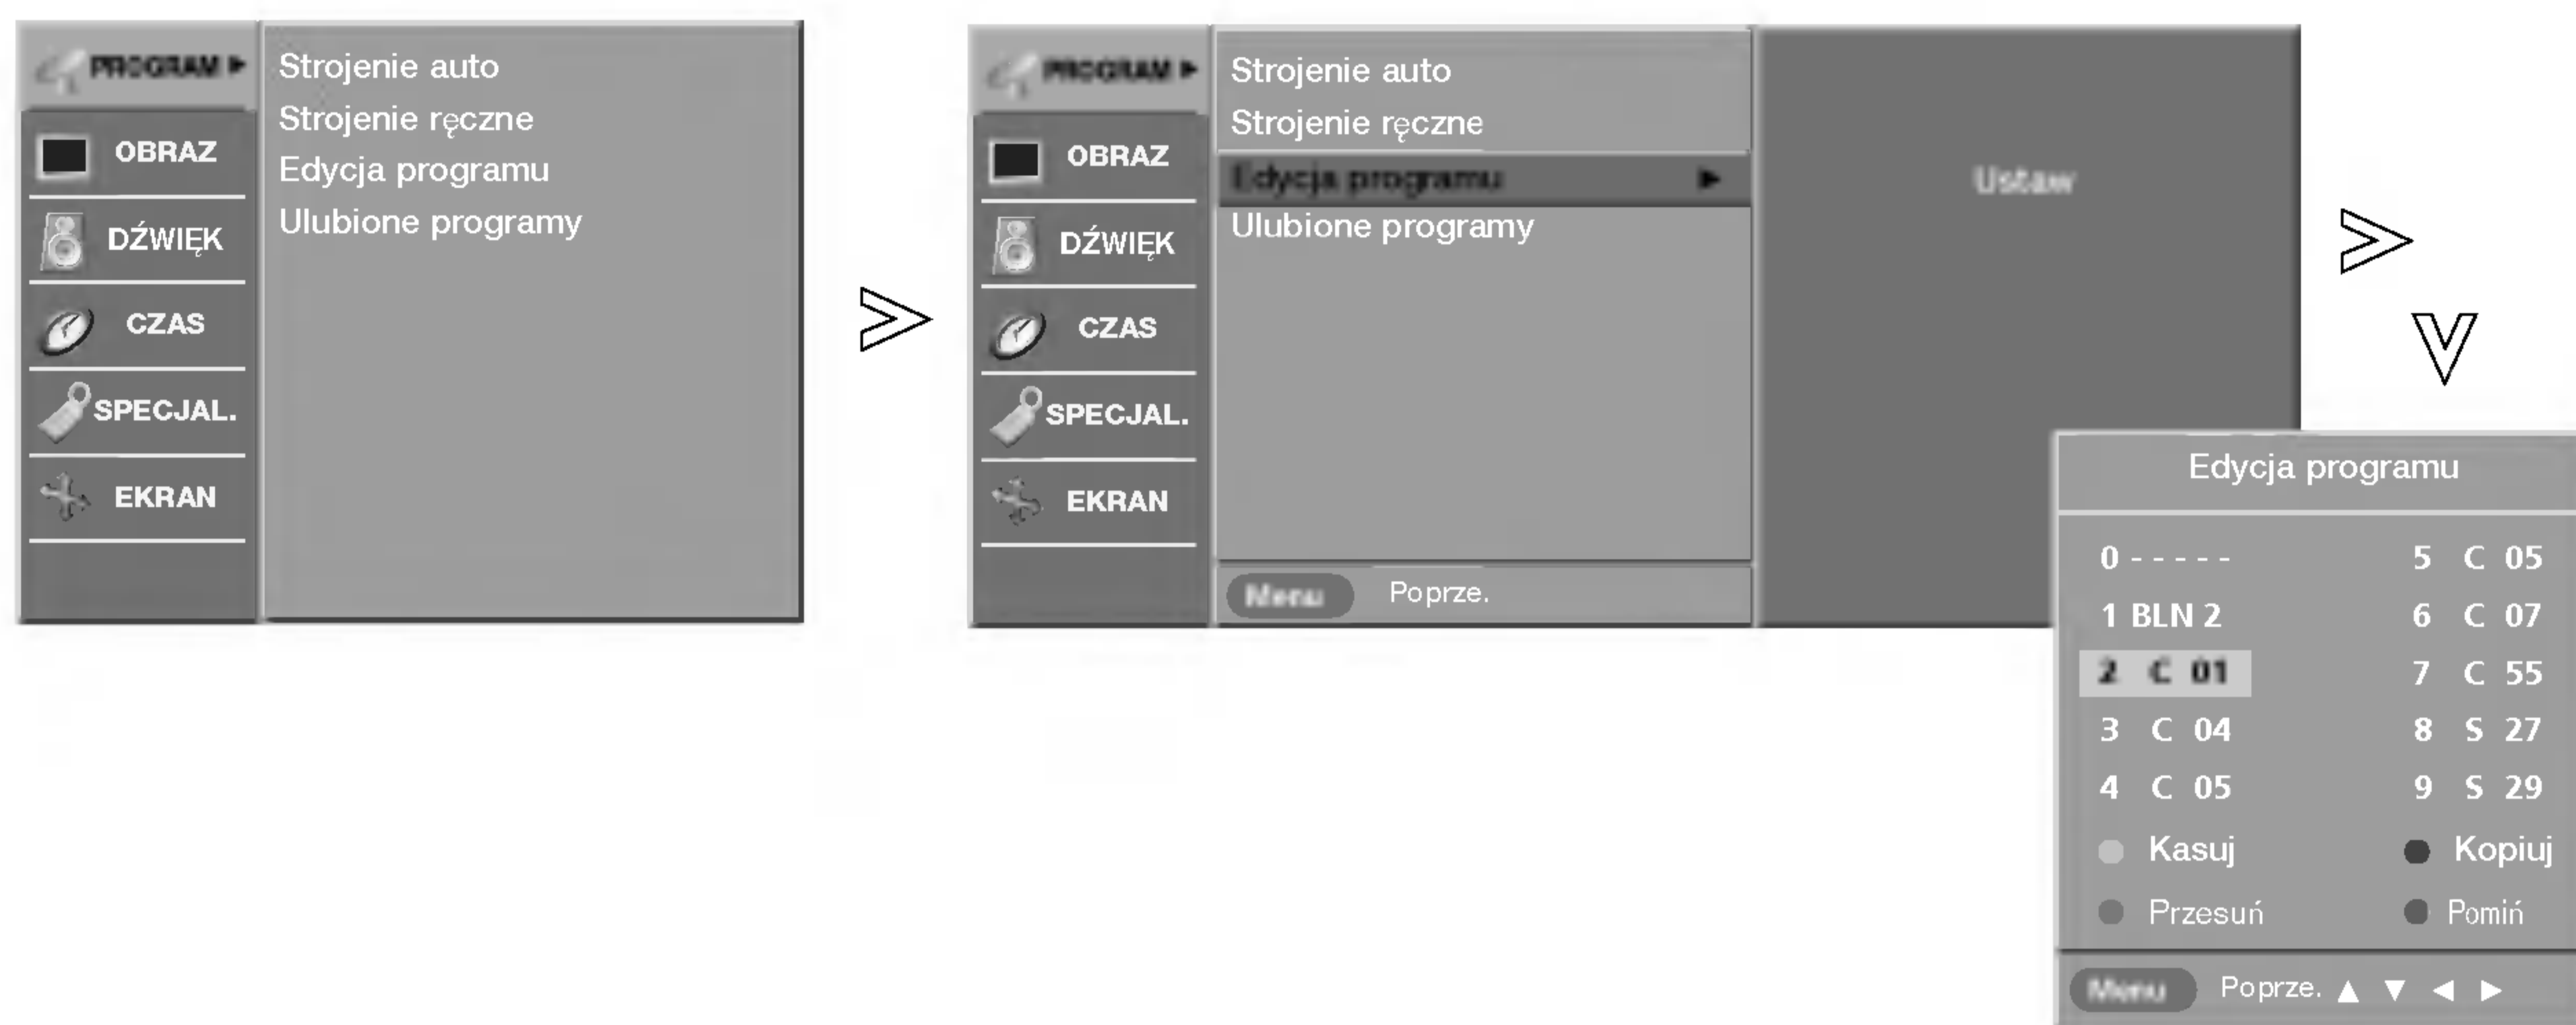 PROGRAM ►
OBRAZ
DŹWIĘK
CZAS
SPECJAL.
EKRAN
Strojenie auto
Strojenie ręczne
Edycja programu
Ulubione programy
PROGRAM ►
OBRAZ
DŹWIĘK
CZAS
SPECJAL.
EKRAN
Strojenie auto
Strojenie ręczne
Edycja programu ►
Ulubione programy
Menu Poprze.
Ustaw
Edycja programu
0 - - - - - 5 C 05
1 BLN 2 6 C 07
2 C 01 7 C 55
3 C 04 8 S 27
4 C 05 9 S 29
Kasuj Kopiuj
Przesuń Pomiń
Menu Poprze. ▲ ▼ ◄ ►